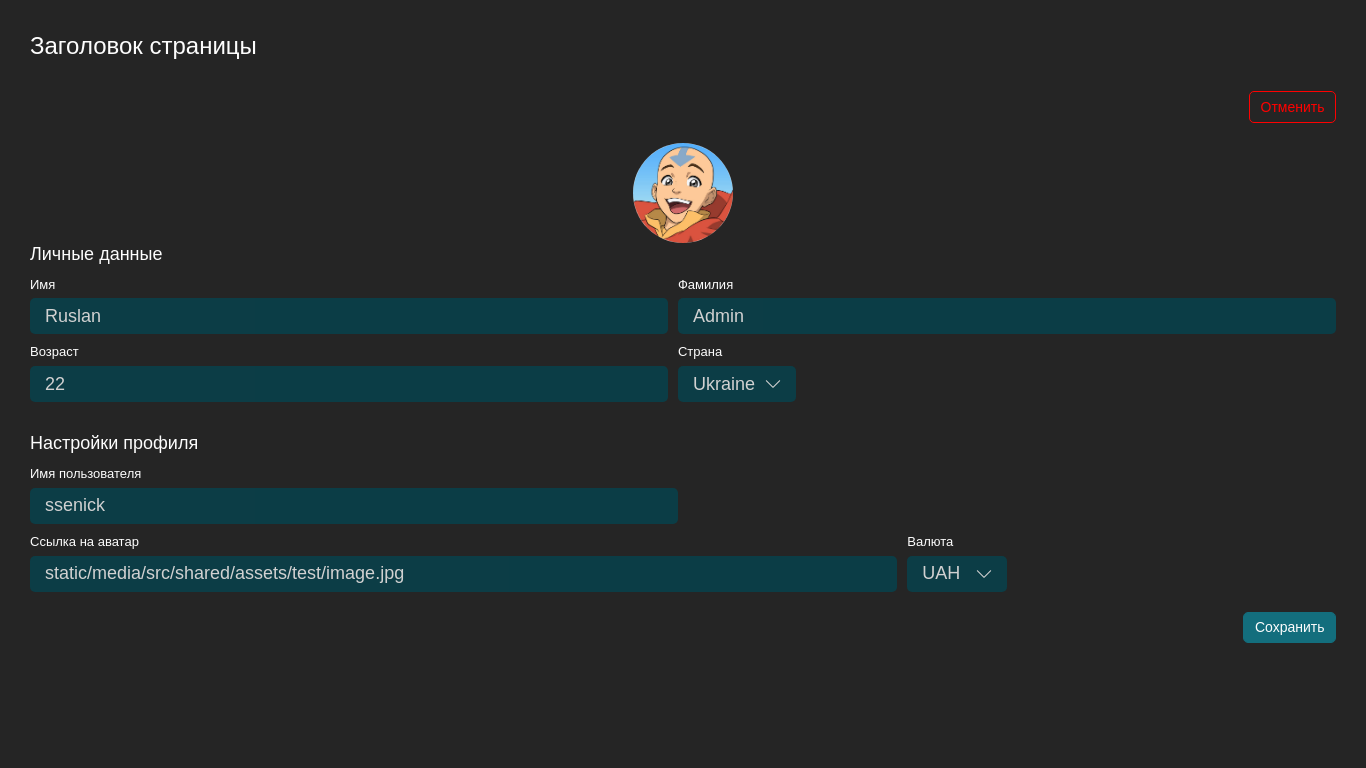 Заголовок страницы
Отменить
Личные данные
Имя
Фамилия
Ruslan
Admin
Возраст
Страна
22
Ukraine
Настройки профиля
Имя пользователя
ssenick
Ссылка на аватар
Валюта
static/media/src/shared/assets/test/image.jpg
UAH
Сохранить